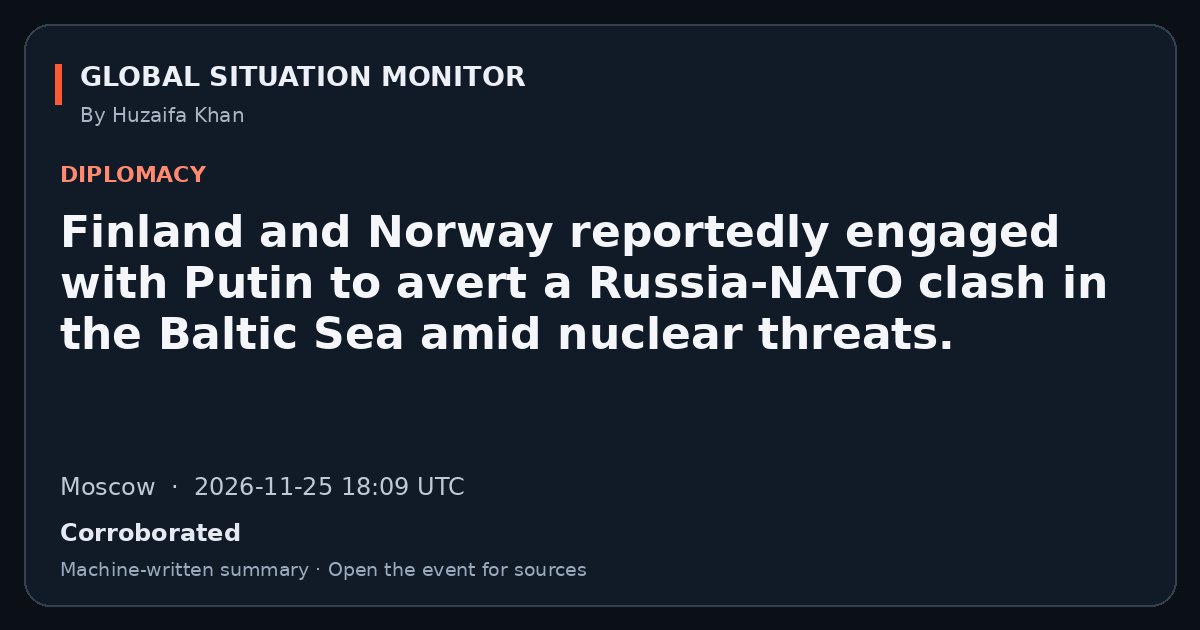 GLOBAL SITUATION MONITOR
By Huzaifa Khan
DIPLOMACY
Finland and Norway reportedly engaged
with Putin to avert a Russia-NATO clash in
the Baltic Sea amid nuclear threats.
Moscow · 2026-11-25 18:09 UTC
Corroborated
Machine-written summary · Open the event for sources